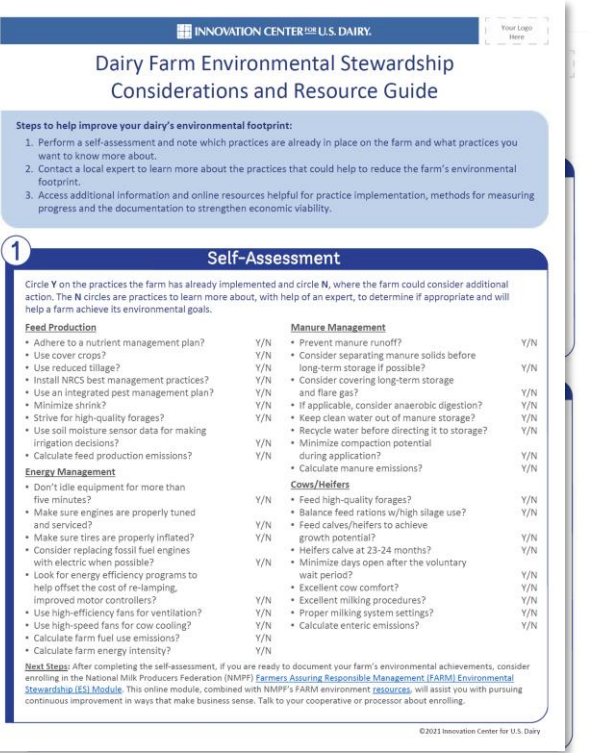 INNOVATION CENTER FOR U.S. DAIRY.
Your Logo
Here
Dairy Farm Environmental Stewardship
Considerations and Resource Guide
Steps to help improve your dairy's environmental footprint:
1. Perform a self-assessment and note which practices are already in place on the farm and what practices you
want to know more about.
2. Contact a local expert to learn more about the practices that could help to reduce the farm's environmental
footprint.
3. Access additional information and online resources helpful for practice implementation, methods for measuring
progress and the documentation to strengthen economic viability.
1
Self-Assessment
Circle Y on the practices the farm has already implemented and circle N, where the farm could consider additional
action. The N circles are practices to learn more about, with help of an expert, to determine if appropriate and will
help a farm achieve its environmental goals.
Feed Production
• Adhere to a nutrient management plan? Y/N
• Use cover crops? Y/N
• Use reduced tillage? Y/N
• Install NRCS best management practices? Y/N
• Use an integrated pest management plan? Y/N
• Minimize shrink? Y/N
• Strive for high-quality forages? Y/N
• Use soil moisture sensor data for making
irrigation decisions? Y/N
• Calculate feed production emissions? Y/N
Energy Management
• Don't idle equipment for more than
five minutes? Y/N
• Make sure engines are properly tuned
and serviced? Y/N
• Make sure tires are properly inflated? Y/N
• Consider replacing fossil fuel engines
with electric when possible? Y/N
• Look for energy efficiency programs to
help offset the cost of re-lamping,
improved motor controllers? Y/N
• Use high-efficiency fans for ventilation? Y/N
• Use high-speed fans for cow cooling? Y/N
• Calculate farm fuel use emissions? Y/N
• Calculate farm energy intensity? Y/N
Manure Management
• Prevent manure runoff? Y/N
• Consider separating manure solids before
long-term storage if possible? Y/N
• Consider covering long-term storage
and flare gas? Y/N
• If applicable, consider anaerobic digestion? Y/N
• Keep clean water out of manure storage? Y/N
• Recycle water before directing it to storage? Y/N
• Minimize compaction potential
during application? Y/N
• Calculate manure emissions? Y/N
Cows/Heifers
• Feed high-quality forages? Y/N
• Balance feed rations w/high silage use? Y/N
• Feed calves/heifers to achieve
growth potential? Y/N
• Heifers calve at 23-24 months? Y/N
• Minimize days open after the voluntary
wait period? Y/N
• Excellent cow comfort? Y/N
• Excellent milking procedures? Y/N
• Proper milking system settings? Y/N
• Calculate enteric emissions? Y/N
Next Steps: After completing the self-assessment, if you are ready to document your farm's environmental achievements, consider
enrolling in the National Milk Producers Federation (NMPF) Farmers Assuring Responsible Management (FARM) Environmental
Stewardship (ES) Module. This online module, combined with NMPF's FARM environment resources, will assist you with pursuing
continuous improvement in ways that make business sense. Talk to your cooperative or processor about enrolling.
©2021 Innovation Center for U.S. Dairy